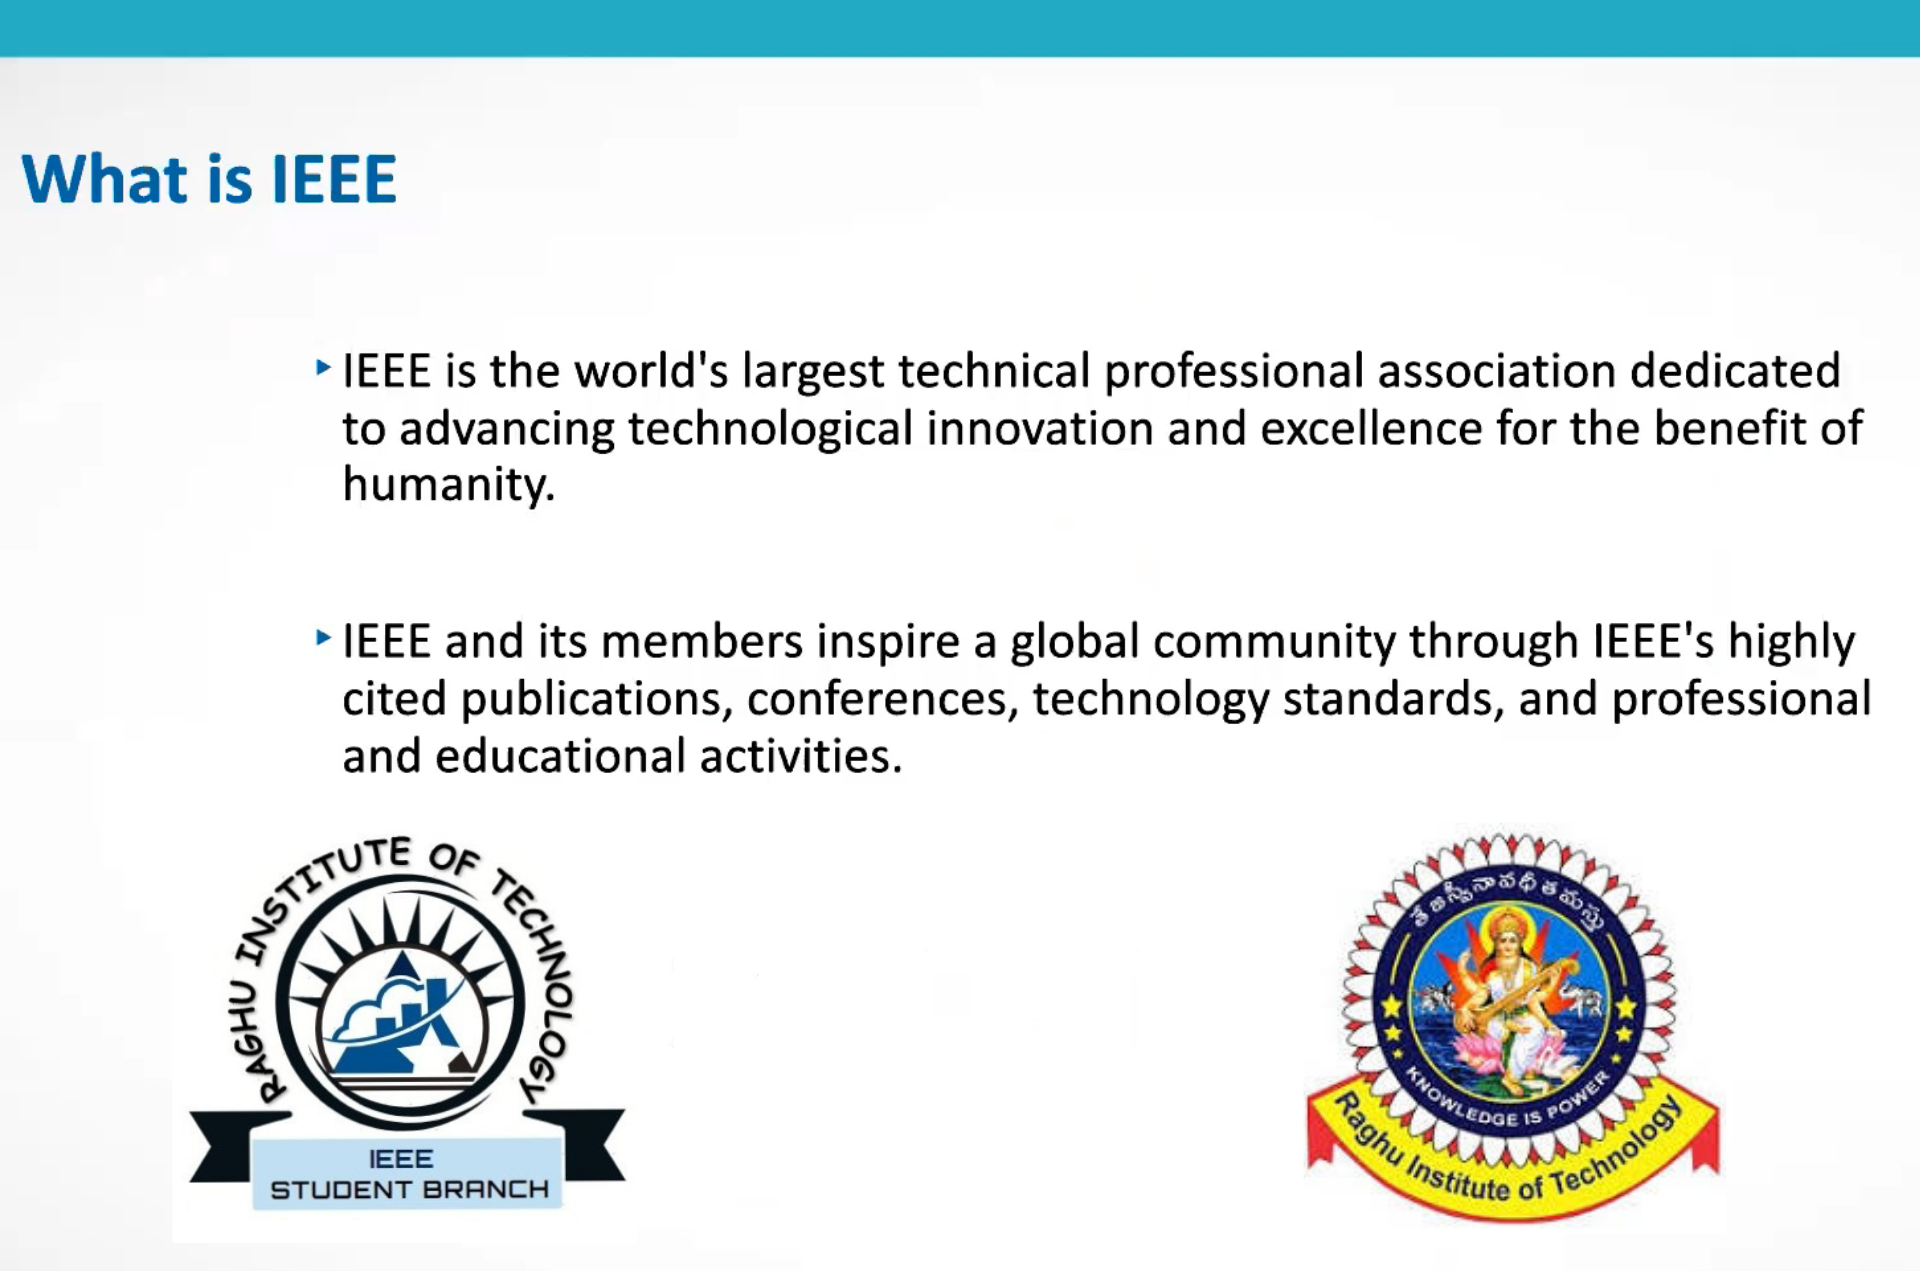 What is IEEE
IEEE is the world's largest technical professional association dedicated
to advancing technological innovation and excellence for the benefit of
humanity.
IEEE and its members inspire a global community through IEEE's highly
cited publications, conferences, technology standards, and professional
and educational activities.
RAGHU INSTITUTE OF TECHNOLOGY
IEEE
STUDENT BRANCH
తేజస్వినావధీతమస్తు
KNOWLEDGE IS POWER
Raghu Institute of Technology